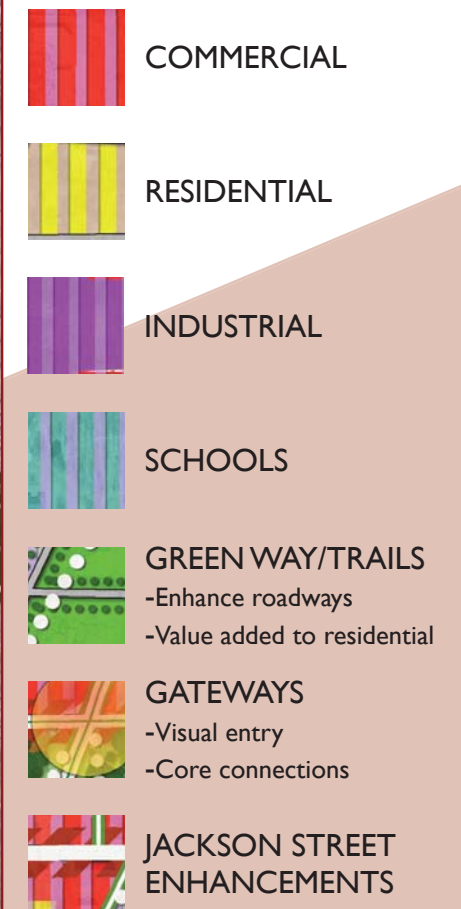 COMMERCIAL
RESIDENTIAL
INDUSTRIAL
SCHOOLS
GREEN WAY/TRAILS
-Enhance roadways
-Value added to residential
GATEWAYS
-Visual entry
-Core connections
JACKSON STREET
ENHANCEMENTS